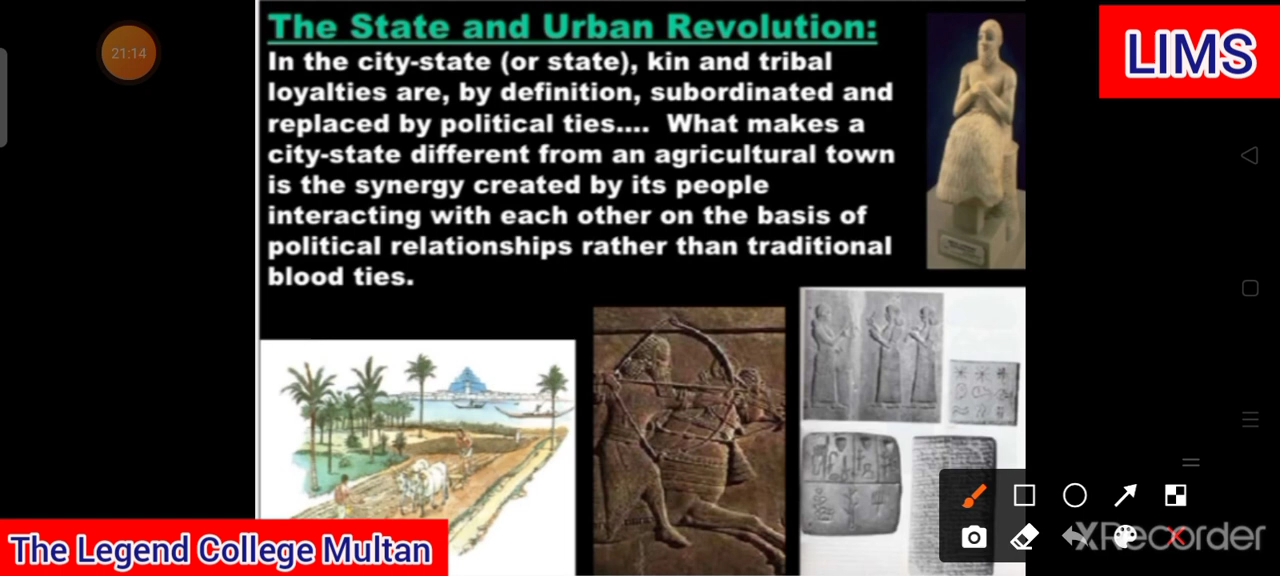 The State and Urban Revolution:
In the city-state (or state), kin and tribal
loyalties are, by definition, subordinated and
replaced by political ties.... What makes a
city-state different from an agricultural town
is the synergy created by its people
interacting with each other on the basis of
political relationships rather than traditional
blood ties.
21:14
LIMS
The Legend College Multan
XRecorder